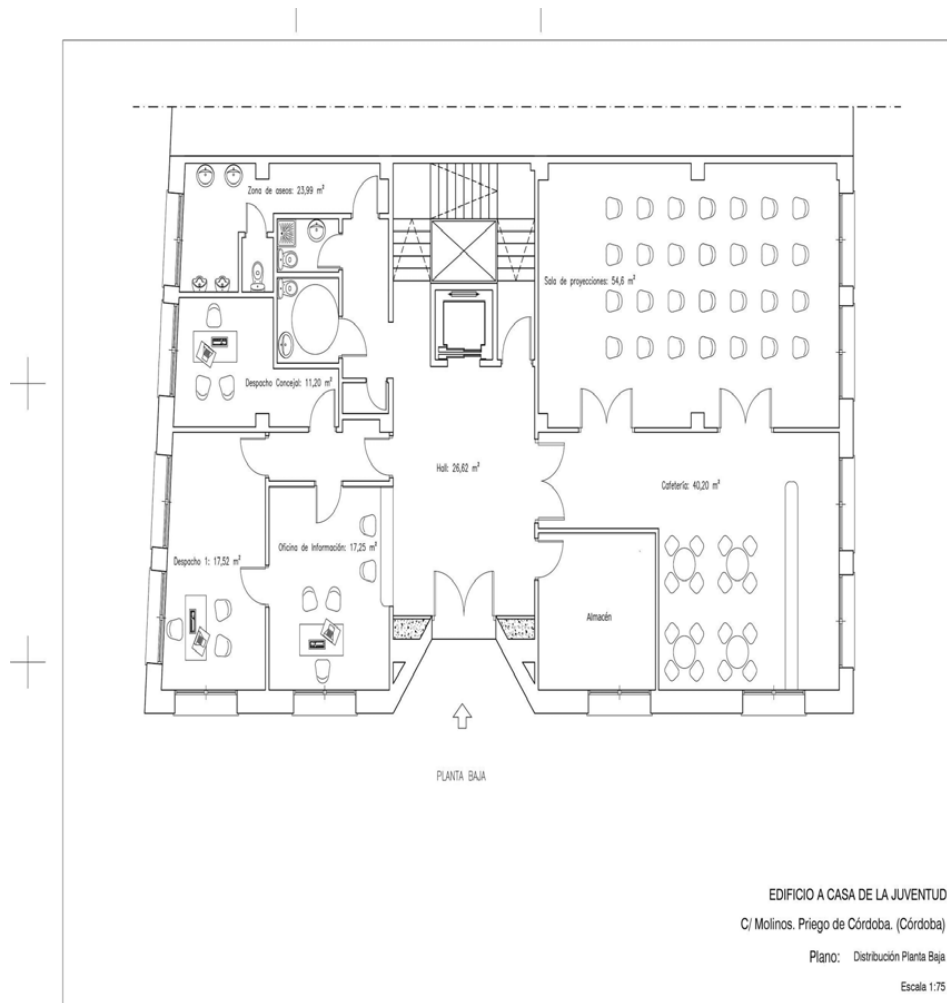 Zona de aseos: 23,99 m²
Sala de proyecciones: 54,6 m²
Despacho Concejal: 11,20 m²
Hall: 26,62 m²
Cafetería: 40,20 m²
Oficina de Información: 17,25 m²
Despacho 1: 17,52 m²
Almacén
PLANTA BAJA
EDIFICIO A CASA DE LA JUVENTUD
C/ Molinos. Priego de Córdoba. (Córdoba)
Plano: Distribución Planta Baja
Escala 1:75